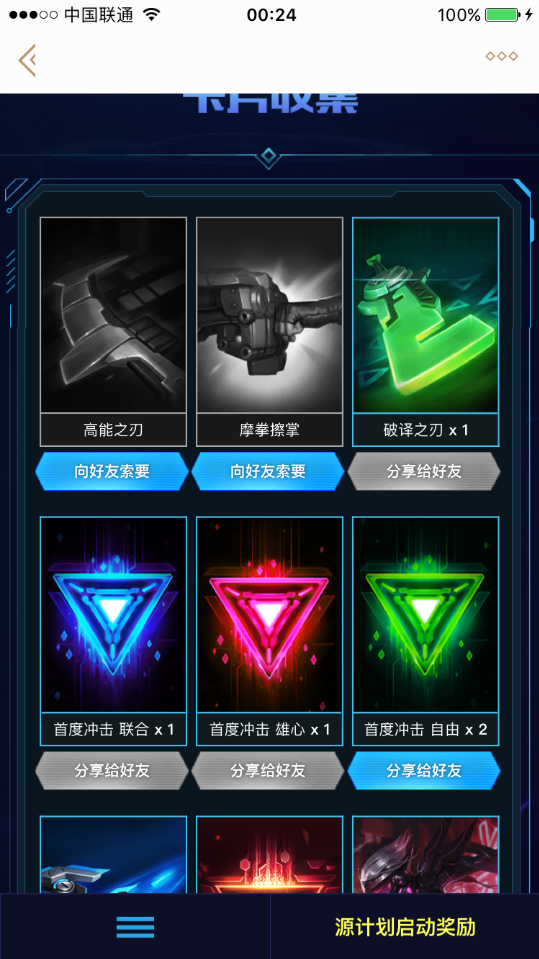 中国联通 00:24 100%
卡片收集
高能之刃 摩拳擦掌 破译之刃 x 1
向好友索要 向好友索要 分享给好友
首度冲击 联合 x 1 首度冲击 雄心 x 1 首度冲击 自由 x 2
分享给好友 分享给好友 分享给好友
源计划启动奖励